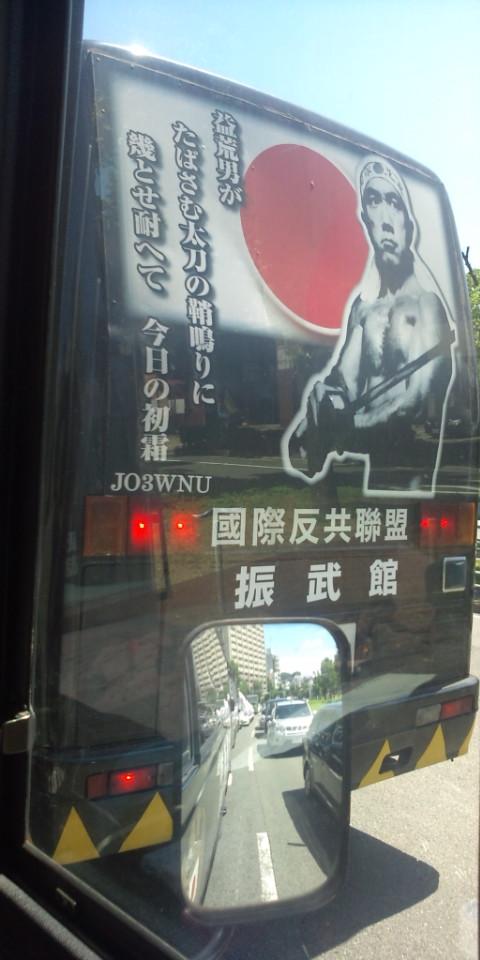 益荒男が
たばさむ太刀の鞘鳴りに
幾とせ耐へて 今日の初霜
JO3WNU
國際反共聯盟
振武館